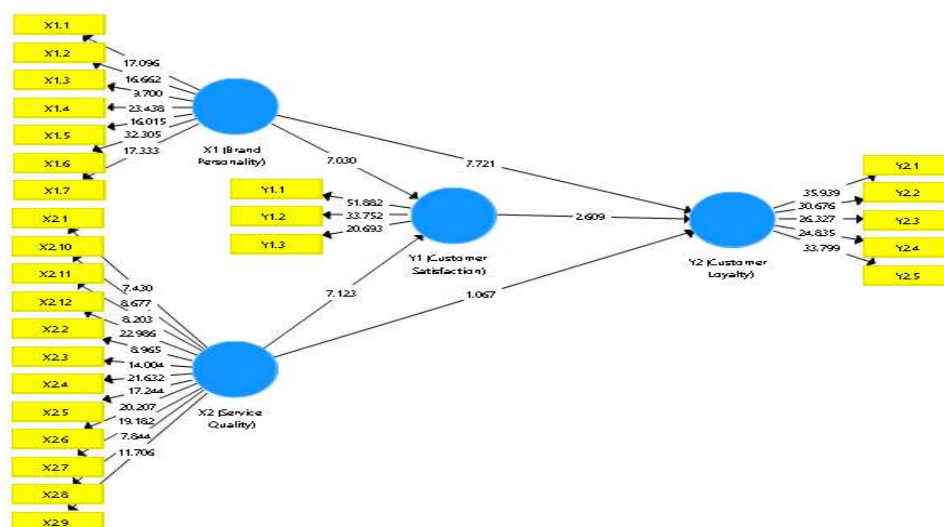 X1.1
X1.2
X1.3
X1.4
X1.5
X1.6
X1.7
17.096
16.662
9.700
23.438
16.015
32.305
17.333
X1 (Brand
Personality)
7.030
7.721
Y1.1
Y1.2
Y1.3
51.882
33.752
20.693
Y1 (Customer
Satisfaction)
2.609
Y2 (Customer
Loyalty)
35.939
30.676
26.327
24.835
33.799
Y2.1
Y2.2
Y2.3
Y2.4
Y2.5
X2.1
X2.10
X2.11
X2.12
X2.2
X2.3
X2.4
X2.5
X2.6
X2.7
X2.8
X2.9
7.430
8.677
8.203
22.986
8.965
14.004
21.632
17.244
20.207
19.182
7.844
11.706
X2 (Service
Quality)
7.123
1.067